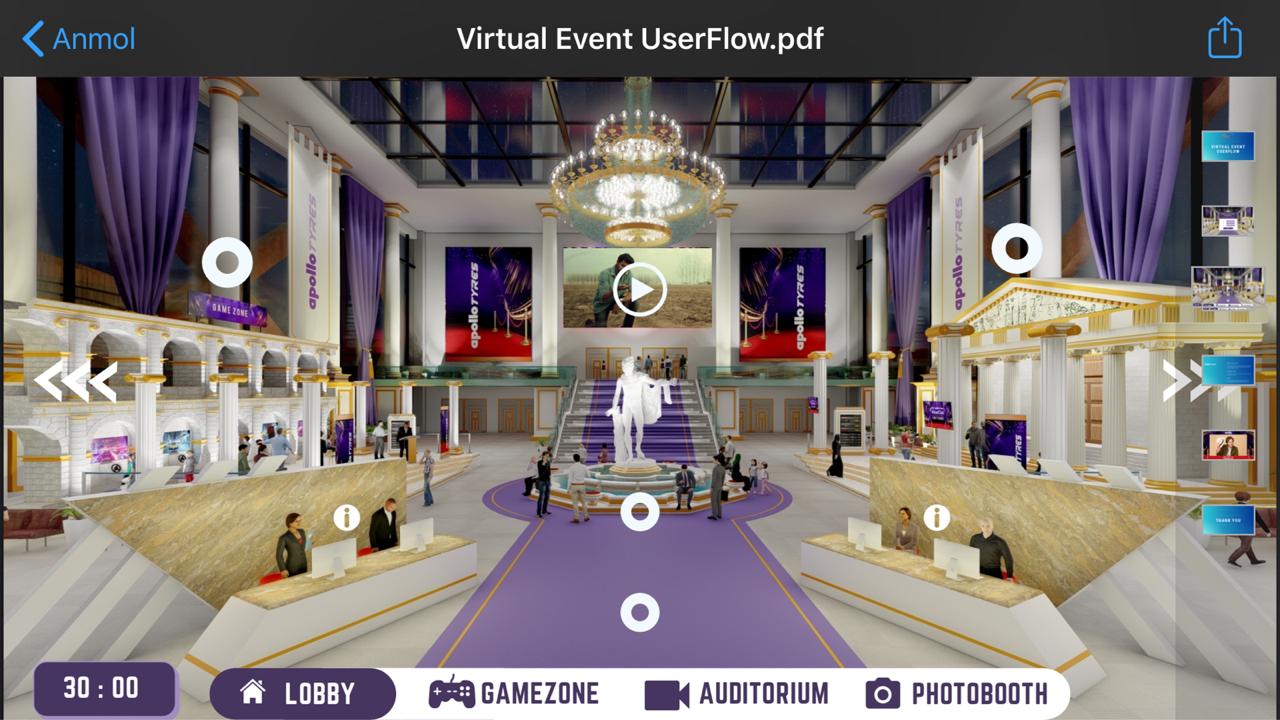 Anmol
Virtual Event UserFlow.pdf
apollo TYRES
apollo TYRES
apollo TYRES
apollo TYRES
GAME ZONE
TYRES
VIRTUAL EVENT
USERFLOW
THANK YOU
30 : 00
LOBBY
GAMEZONE
AUDITORIUM
PHOTOBOOTH